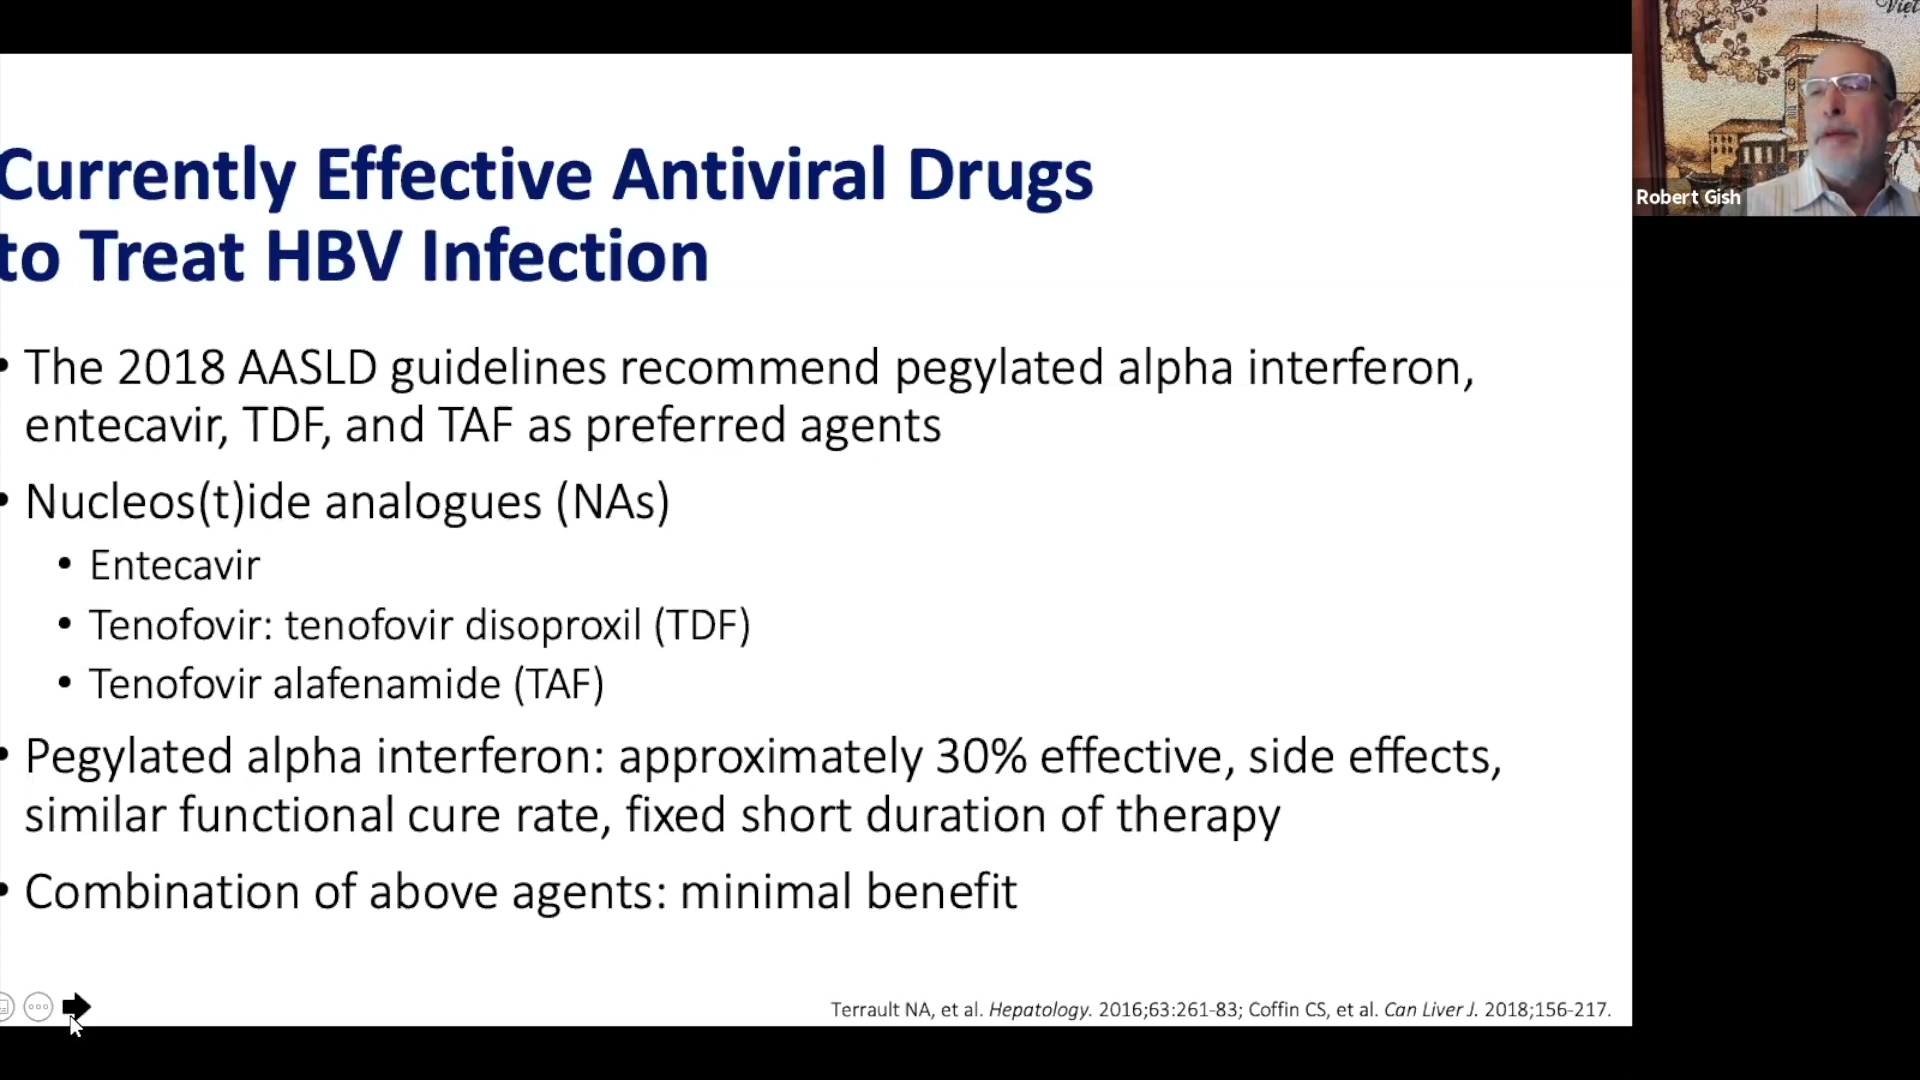 Currently Effective Antiviral Drugs
to Treat HBV Infection
• The 2018 AASLD guidelines recommend pegylated alpha interferon,
entecavir, TDF, and TAF as preferred agents
• Nucleos(t)ide analogues (NAs)
• Entecavir
• Tenofovir: tenofovir disoproxil (TDF)
• Tenofovir alafenamide (TAF)
• Pegylated alpha interferon: approximately 30% effective, side effects,
similar functional cure rate, fixed short duration of therapy
• Combination of above agents: minimal benefit
Terrault NA, et al. Hepatology. 2016;63:261-83; Coffin CS, et al. Can Liver J. 2018;156-217.
Viet
Robert Gish